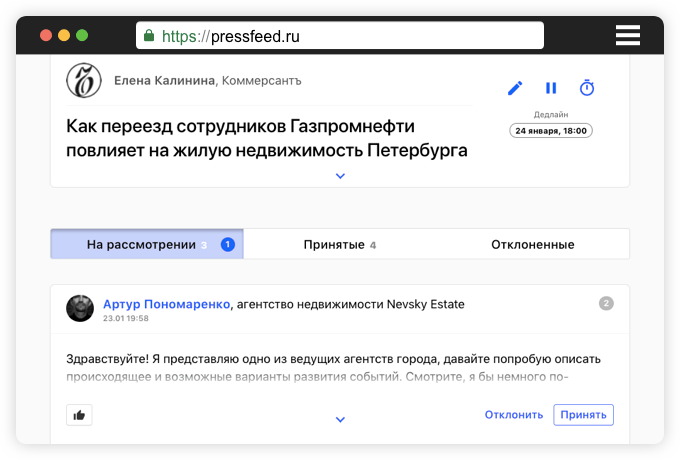 https://pressfeed.ru
Елена Калинина, Коммерсантъ
Как переезд сотрудников Газпромнефти
повлияет на жилую недвижимость Петербурга
Дедлайн
24 января, 18:00
На рассмотрении 3 1
Принятые 4
Отклоненные
Артур Пономаренко, агентство недвижимости Nevsky Estate
2
23.01 19:58
Здравствуйте! Я представляю одно из ведущих агентств города, давайте попробую описать
происходящее и возможные варианты развития событий. Смотрите, я бы немного по-
Отклонить
Принять